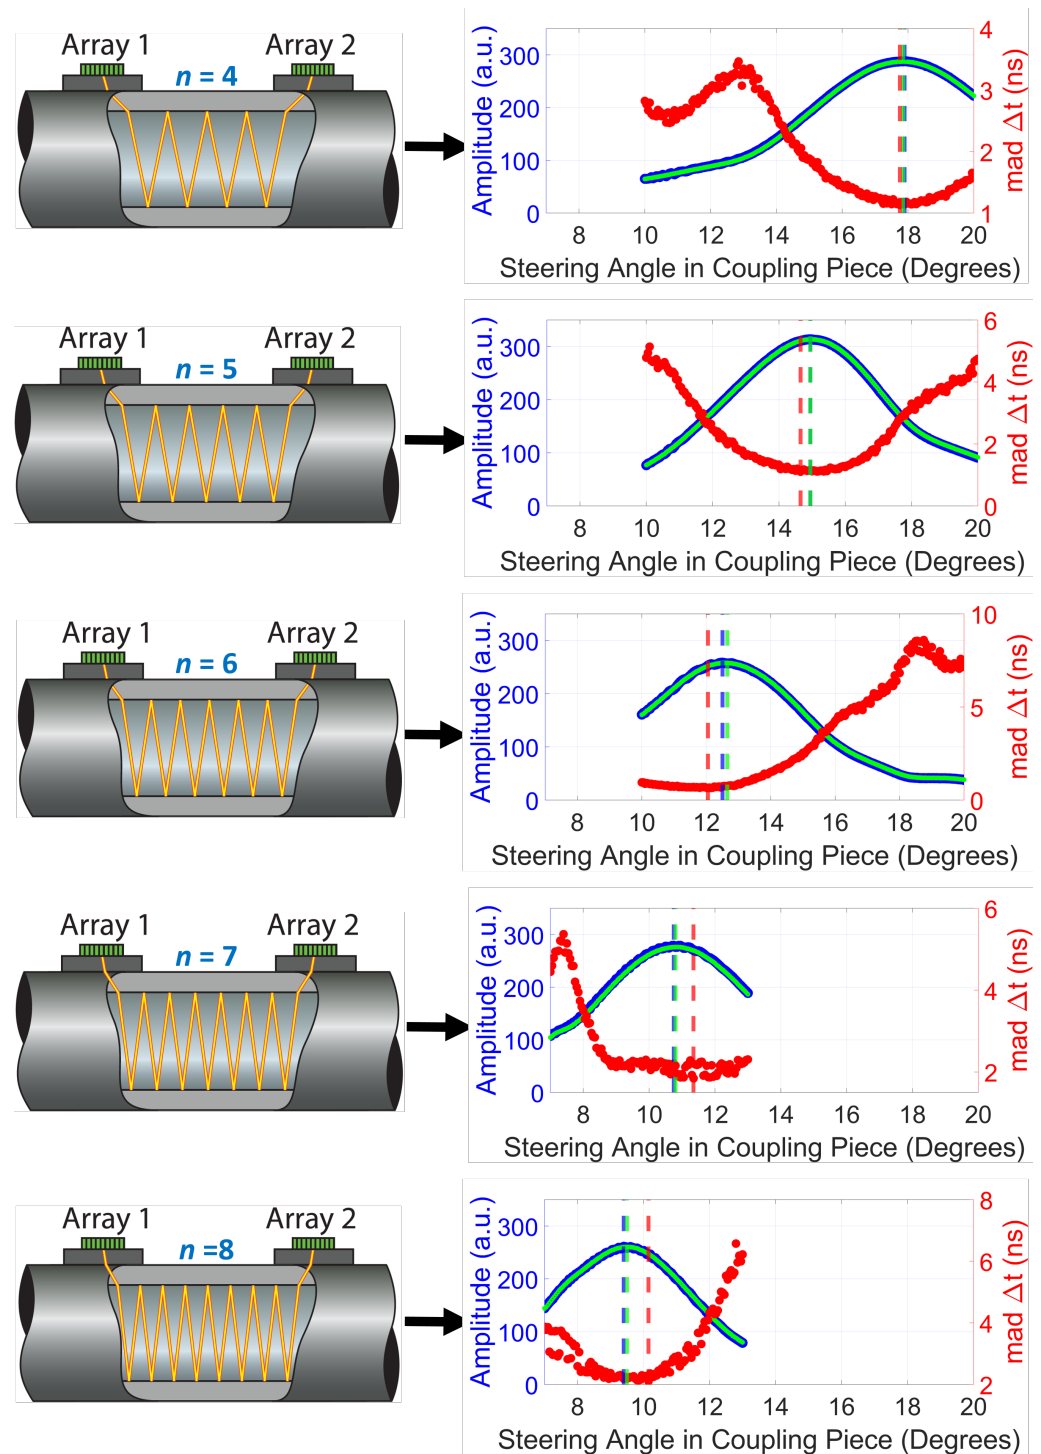 Array 1 Array 2
n = 4
Amplitude (a.u.)
300
200
100
0
4
3
2
1
mad Δt (ns)
8 10 12 14 16 18 20
Steering Angle in Coupling Piece (Degrees)
Array 1 Array 2
n = 5
Amplitude (a.u.)
300
200
100
0
6
4
2
0
mad Δt (ns)
8 10 12 14 16 18 20
Steering Angle in Coupling Piece (Degrees)
Array 1 Array 2
n = 6
Amplitude (a.u.)
300
200
100
0
10
5
0
mad Δt (ns)
8 10 12 14 16 18 20
Steering Angle in Coupling Piece (Degrees)
Array 1 Array 2
n = 7
Amplitude (a.u.)
300
200
100
0
6
4
2
mad Δt (ns)
8 10 12 14 16 18 20
Steering Angle in Coupling Piece (Degrees)
Array 1 Array 2
n =8
Amplitude (a.u.)
300
200
100
0
8
6
4
2
mad Δt (ns)
8 10 12 14 16 18 20
Steering Angle in Coupling Piece (Degrees)